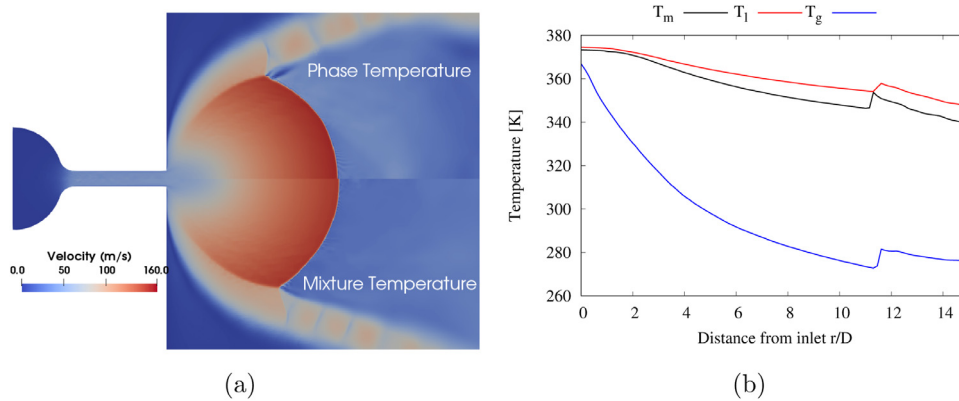 Phase Temperature
Mixture Temperature
Velocity (m/s)
0.0 50 100 160.0
(a)
T_m T_l T_g
380
360
340
320
300
280
260
Temperature [K]
0 2 4 6 8 10 12 14
Distance from inlet r/D
(b)